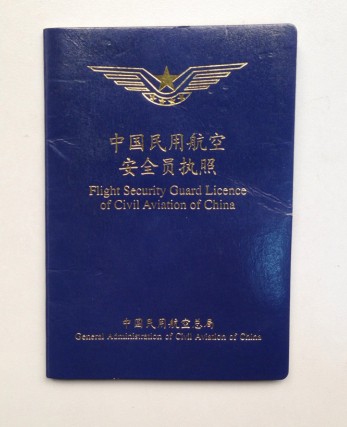 中国民用航空
安全员执照
Flight Security Guard Licence
of Civil Aviation of China
中国民用航空总局
General Administration of Civil Aviation of China